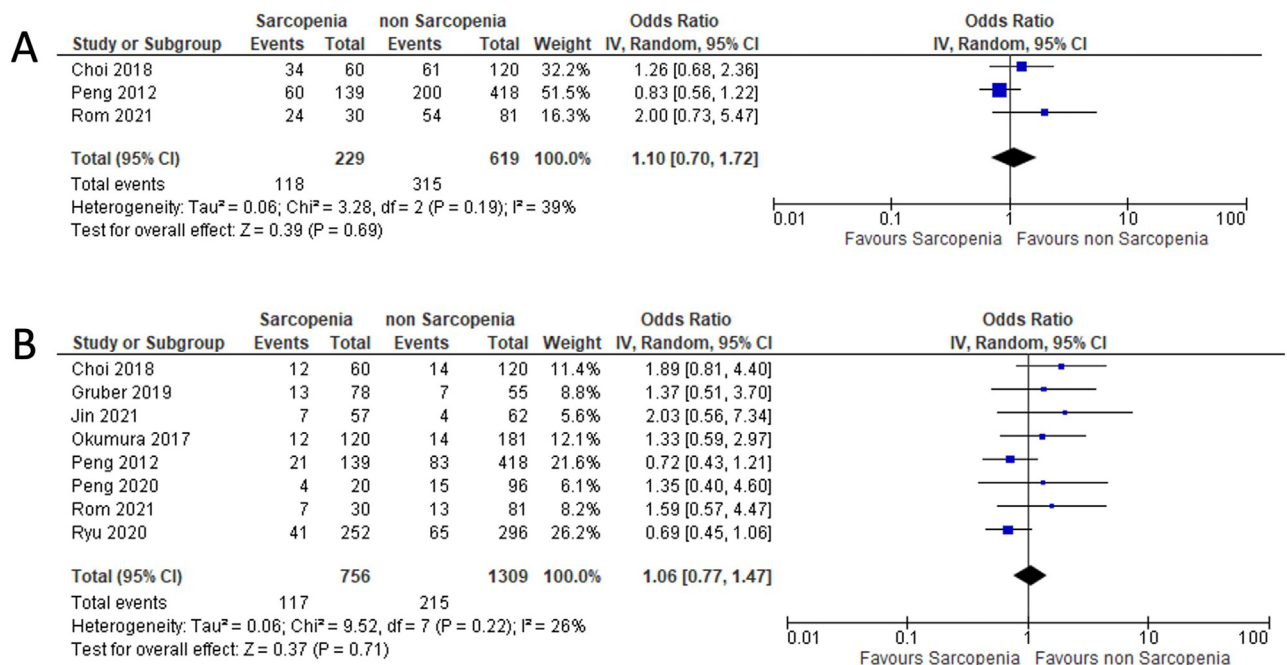 A
Sarcopenia non Sarcopenia Odds Ratio Odds Ratio
Study or Subgroup Events Total Events Total Weight IV, Random, 95% CI IV, Random, 95% CI
Choi 2018 34 60 61 120 32.2% 1.26 [0.68, 2.36]
Peng 2012 60 139 200 418 51.5% 0.83 [0.56, 1.22]
Rom 2021 24 30 54 81 16.3% 2.00 [0.73, 5.47]
Total (95% CI) 229 619 100.0% 1.10 [0.70, 1.72]
Total events 118 315
Heterogeneity: Tau² = 0.06; Chi² = 3.28, df = 2 (P = 0.19); I² = 39%
Test for overall effect: Z = 0.39 (P = 0.69)
0.01 0.1 1 10 100
Favours Sarcopenia Favours non Sarcopenia
B
Sarcopenia non Sarcopenia Odds Ratio Odds Ratio
Study or Subgroup Events Total Events Total Weight IV, Random, 95% CI IV, Random, 95% CI
Choi 2018 12 60 14 120 11.4% 1.89 [0.81, 4.40]
Gruber 2019 13 78 7 55 8.8% 1.37 [0.51, 3.70]
Jin 2021 7 57 4 62 5.6% 2.03 [0.56, 7.34]
Okumura 2017 12 120 14 181 12.1% 1.33 [0.59, 2.97]
Peng 2012 21 139 83 418 21.6% 0.72 [0.43, 1.21]
Peng 2020 4 20 15 96 6.1% 1.35 [0.40, 4.60]
Rom 2021 7 30 13 81 8.2% 1.59 [0.57, 4.47]
Ryu 2020 41 252 65 296 26.2% 0.69 [0.45, 1.06]
Total (95% CI) 756 1309 100.0% 1.06 [0.77, 1.47]
Total events 117 215
Heterogeneity: Tau² = 0.06; Chi² = 9.52, df = 7 (P = 0.22); I² = 26%
Test for overall effect: Z = 0.37 (P = 0.71)
0.01 0.1 1 10 100
Favours Sarcopenia Favours non Sarcopenia